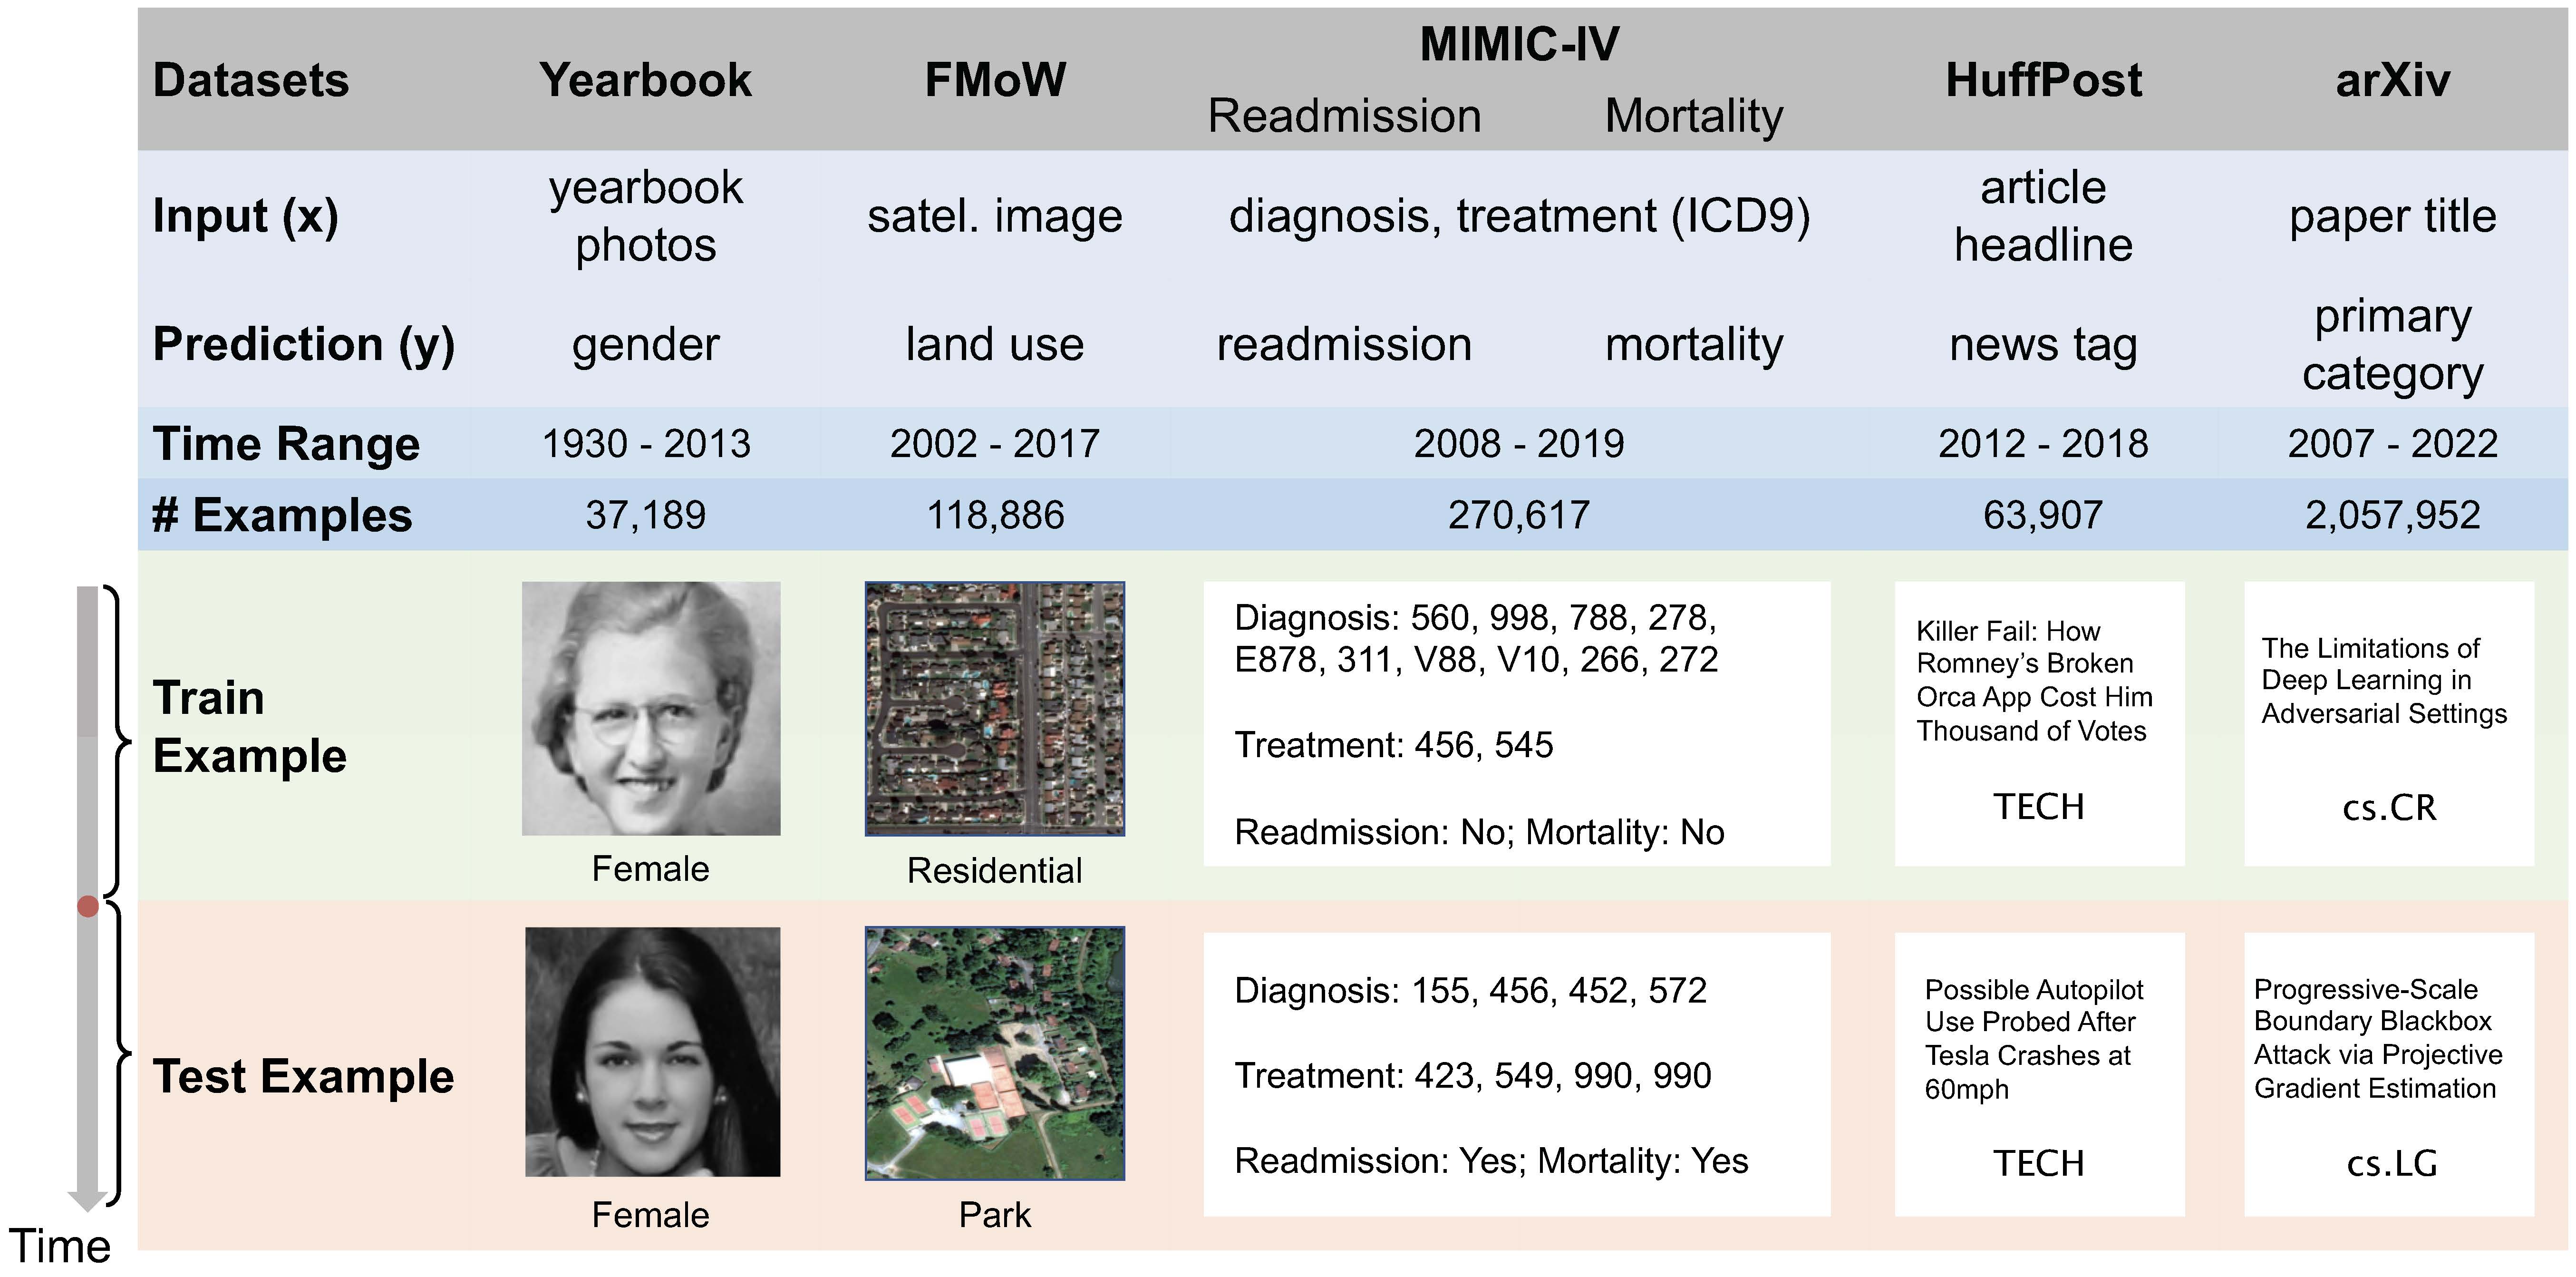 Datasets
Yearbook
FMoW
MIMIC-IV
Readmission
Mortality
HuffPost
arXiv
Input (x)
yearbook
photos
satel. image
diagnosis, treatment (ICD9)
article
headline
paper title
Prediction (y)
gender
land use
readmission
mortality
news tag
primary
category
Time Range
1930 - 2013
2002 - 2017
2008 - 2019
2012 - 2018
2007 - 2022
# Examples
37,189
118,886
270,617
63,907
2,057,952
Train
Example
Female
Residential
Diagnosis: 560, 998, 788, 278,
E878, 311, V88, V10, 266, 272
Treatment: 456, 545
Readmission: No; Mortality: No
Killer Fail: How
Romney’s Broken
Orca App Cost Him
Thousand of Votes
TECH
The Limitations of
Deep Learning in
Adversarial Settings
cs.CR
Test Example
Female
Park
Diagnosis: 155, 456, 452, 572
Treatment: 423, 549, 990, 990
Readmission: Yes; Mortality: Yes
Possible Autopilot
Use Probed After
Tesla Crashes at
60mph
TECH
Progressive-Scale
Boundary Blackbox
Attack via Projective
Gradient Estimation
cs.LG
Time